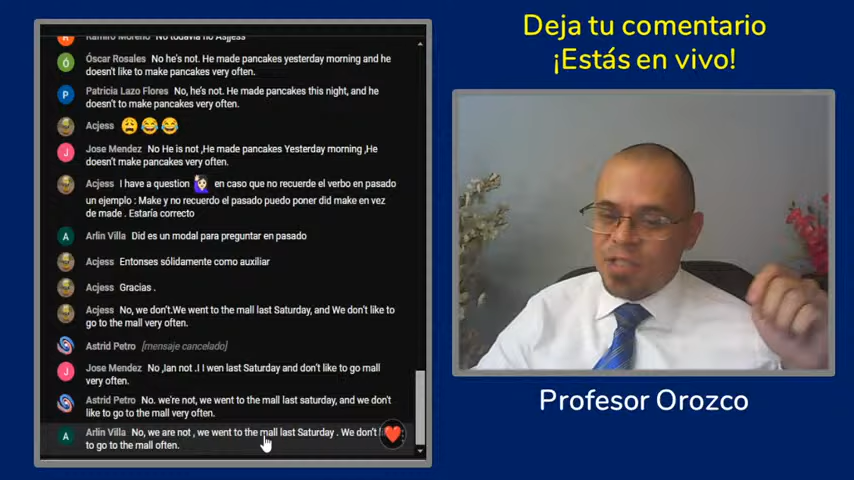 Ramiro Moreno No todavía no Asjjess
Óscar Rosales No he's not. He made pancakes yesterday morning and he
doesn't like to make pancakes very often.
Patricia Lazo Flores No, he's not. He made pancakes this night, and he
doesn't to make pancakes very often.
Acjess
Jose Mendez No He is not ,He made pancakes Yesterday morning ,He
doesn't make pancakes very often.
Acjess I have a question en caso que no recuerde el verbo en pasado
un ejemplo : Make y no recuerdo el pasado puedo poner did make en vez
de made . Estaría correcto
Arlin Villa Did es un modal para preguntar en pasado
Acjess Entonses sólidamente como auxiliar
Acjess Gracias .
Acjess No, we don't.We went to the mall last Saturday, and We don't like to
go to the mall very often.
Astrid Petro [mensaje cancelado]
Jose Mendez No ,Ian not .I I wen last Saturday and don't like to go mall
very often.
Astrid Petro No. we're not, we went to the mall last saturday, and we don't
like to go to the mall very often.
Arlin Villa No, we are not , we went to the mall last Saturday . We don't
to go to the mall often.
Deja tu comentario
¡Estás en vivo!
Profesor Orozco